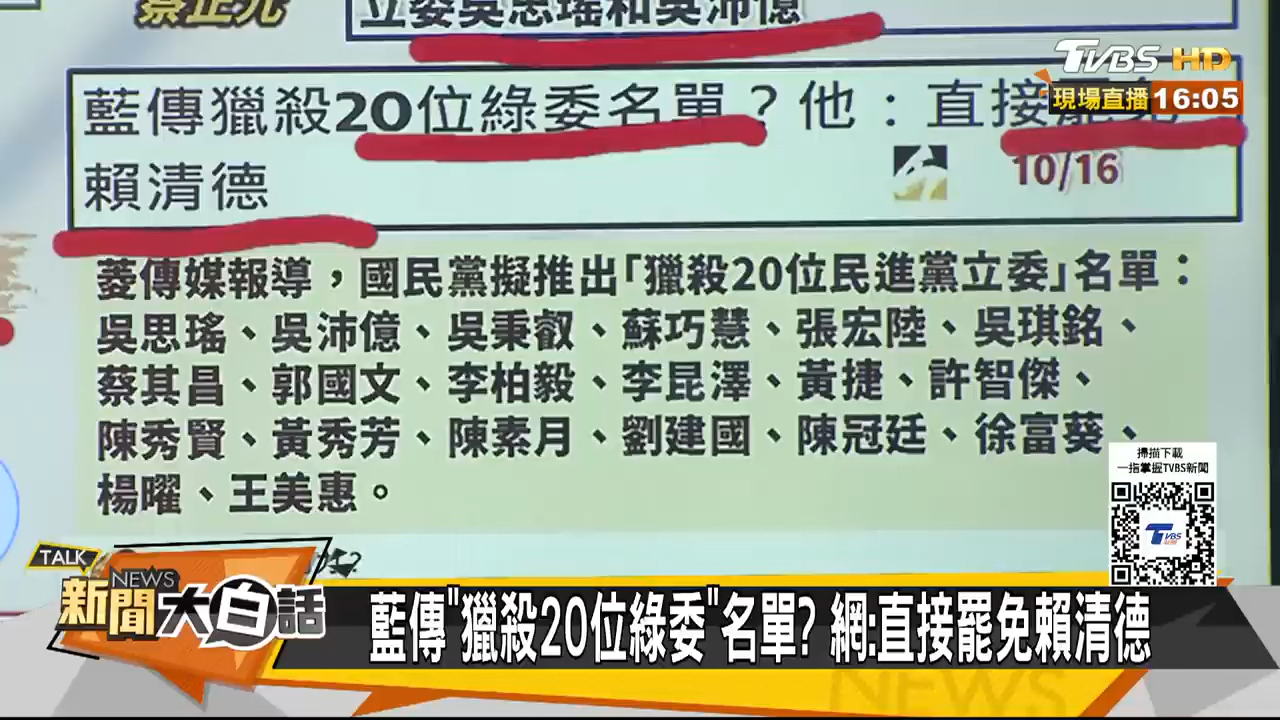 蔡正元
立委吳思瑤和吳沛億
TVBS HD
現場直播 16:05
藍傳獵殺20位綠委名單？他：直接罷免
賴清德
10/16
菱傳媒報導，國民黨擬推出「獵殺20位民進黨立委」名單：
吳思瑤、吳沛億、吳秉叡、蘇巧慧、張宏陸、吳琪銘、
蔡其昌、郭國文、李柏毅、李昆澤、黃捷、許智傑、
陳秀賢、黃秀芳、陳素月、劉建國、陳冠廷、徐富葵、
楊曜、王美惠。
掃描下載
一指掌握TVBS新聞
TVBS
TALK
NEWS
新聞大白話
藍傳"獵殺20位綠委"名單? 網:直接罷免賴清德
NEWS